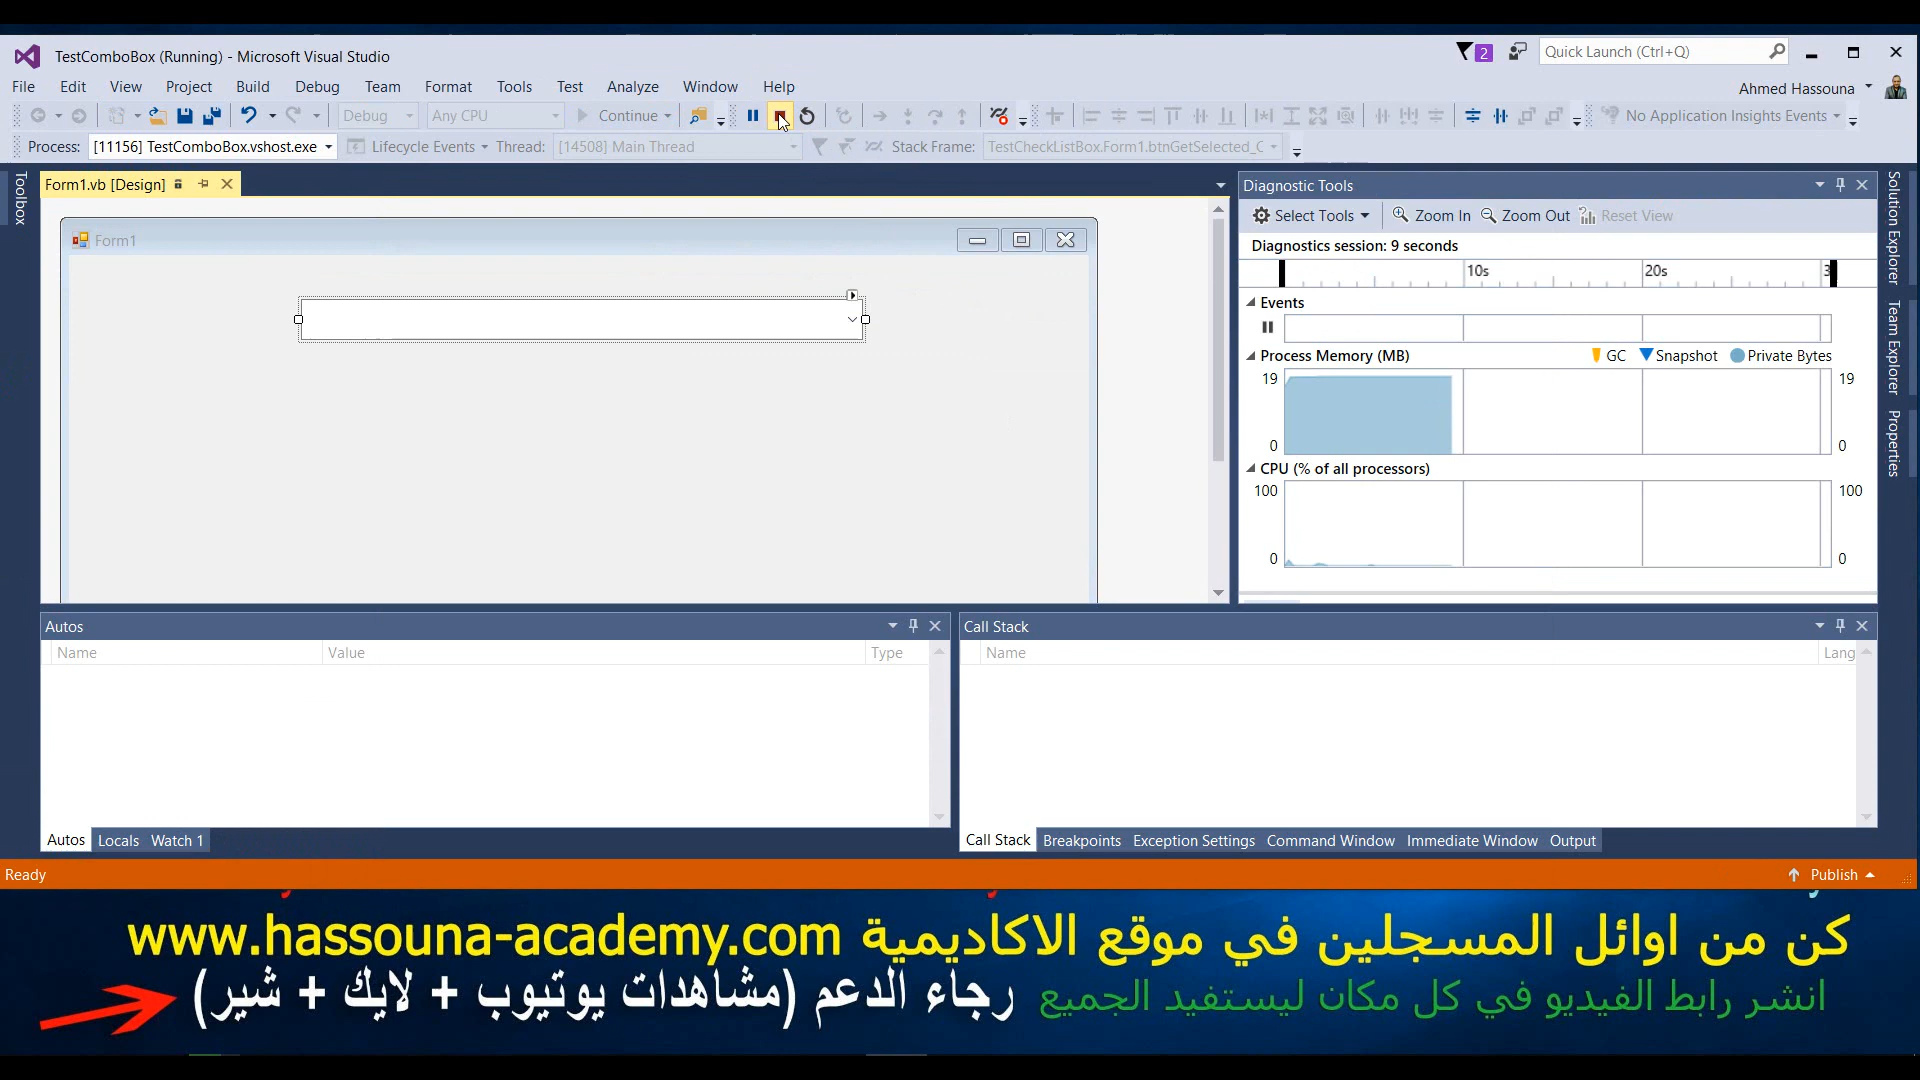 TestComboBox (Running) - Microsoft Visual Studio
2
Quick Launch (Ctrl+Q)
File Edit View Project Build Debug Team Format Tools Test Analyze Window Help
Ahmed Hassouna
Debug Any CPU Continue No Application Insights Events
Process: [11156] TestComboBox.vshost.exe Lifecycle Events Thread: [14508] Main Thread Stack Frame: TestCheckListBox.Form1.btnGetSelected_C
Toolbox
Form1.vb [Design]
Form1
Diagnostic Tools
Select Tools Zoom In Zoom Out Reset View
Diagnostics session: 9 seconds
10s 20s 3
Events
Process Memory (MB) GC Snapshot Private Bytes
19 19
0 0
CPU (% of all processors)
100 100
0 0
Solution Explorer
Team Explorer
Properties
Autos
Name Value Type
Autos Locals Watch 1
Call Stack
Name Lang
Call Stack Breakpoints Exception Settings Command Window Immediate Window Output
Ready
Publish
كن من اوائل المسجلين في موقع الاكاديمية www.hassouna-academy.com
انشر رابط الفيديو في كل مكان ليستفيد الجميع رجاء الدعم (مشاهدات يوتيوب + لايك + شير)